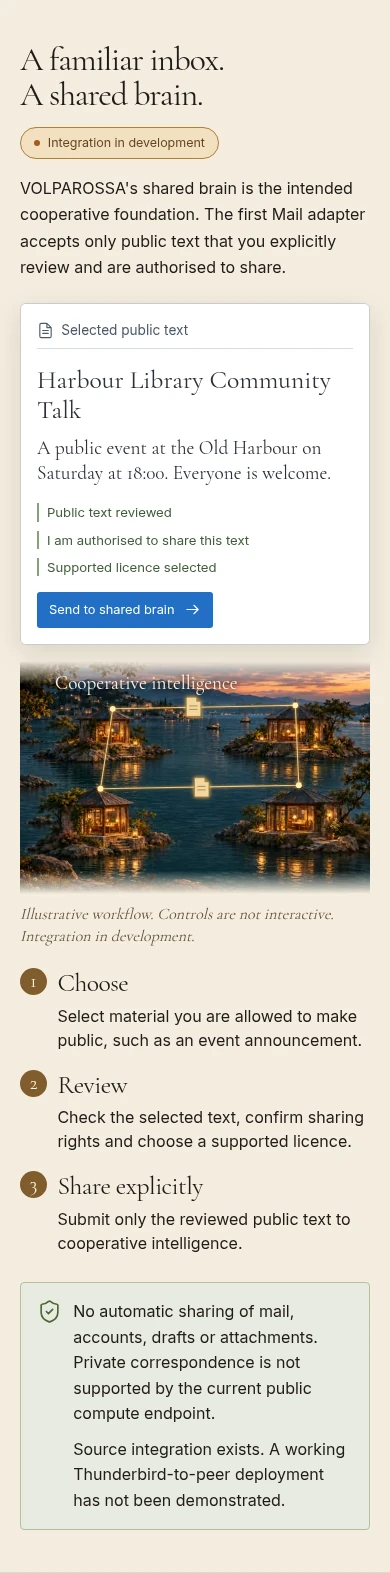 A familiar inbox.
A shared brain.
Integration in development
VOLPAROSSA's shared brain is the intended
cooperative foundation. The first Mail adapter
accepts only public text that you explicitly
review and are authorised to share.
Selected public text
Harbour Library Community
Talk
A public event at the Old Harbour on
Saturday at 18:00. Everyone is welcome.
Public text reviewed
I am authorised to share this text
Supported licence selected
Send to shared brain
Cooperative intelligence
Illustrative workflow. Controls are not interactive.
Integration in development.
1 Choose
Select material you are allowed to make
public, such as an event announcement.
2 Review
Check the selected text, confirm sharing
rights and choose a supported licence.
3 Share explicitly
Submit only the reviewed public text to
cooperative intelligence.
No automatic sharing of mail,
accounts, drafts or attachments.
Private correspondence is not
supported by the current public
compute endpoint.
Source integration exists. A working
Thunderbird-to-peer deployment
has not been demonstrated.